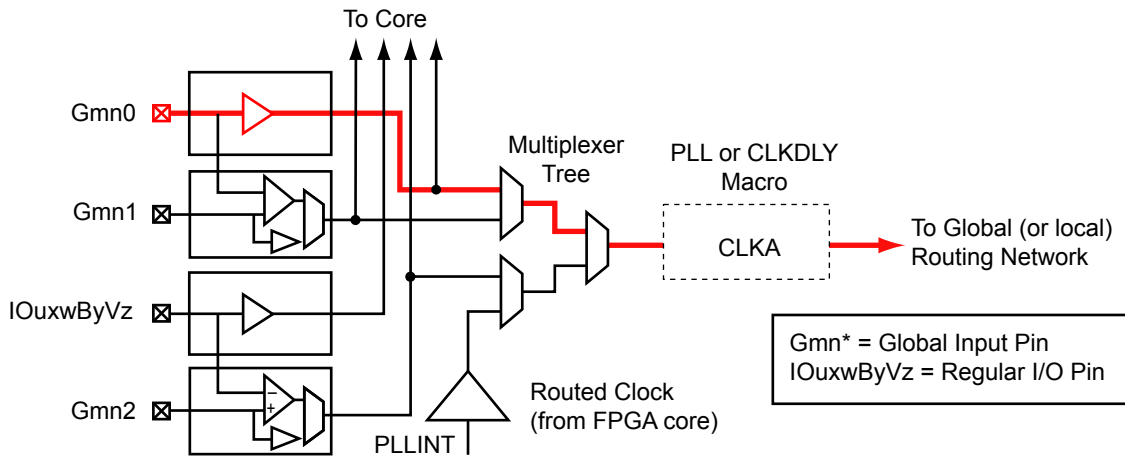 To Core
Gmn0
Multiplexer
Tree
PLL or CLKDLY
Macro
Gmn1
CLKA
To Global (or local)
Routing Network
IOuxwByVz
Gmn* = Global Input Pin
IOuxwByVz = Regular I/O Pin
−
+
Gmn2
Routed Clock
(from FPGA core)
PLLINT